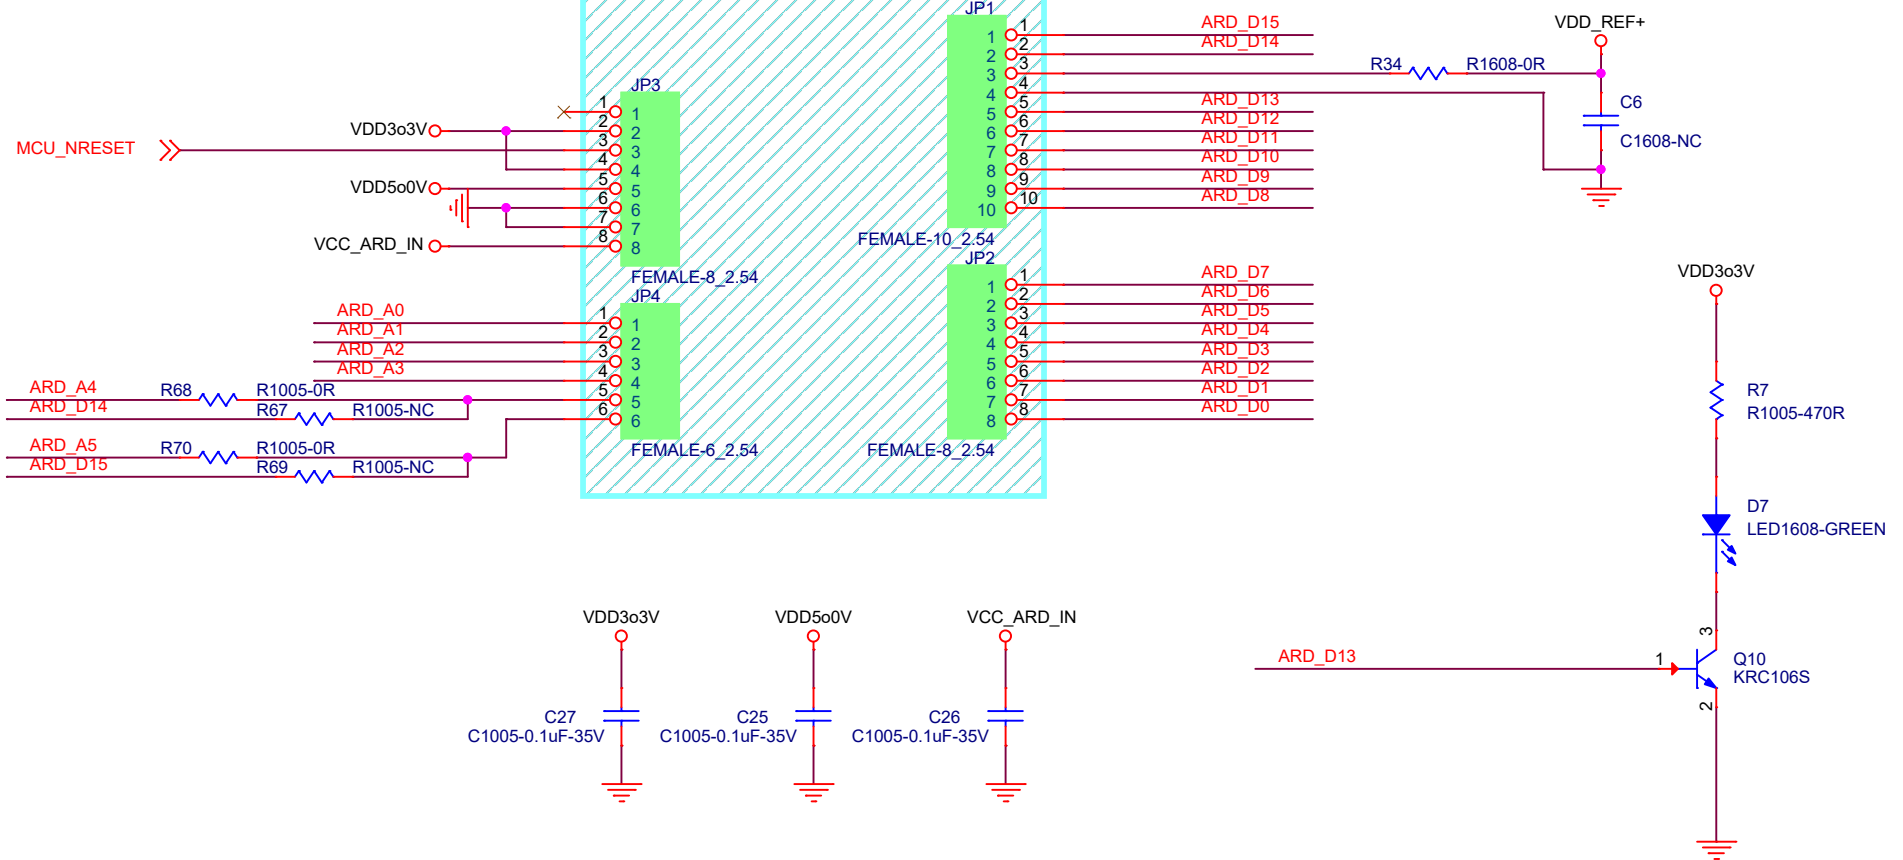 JP1
1 1 ARD_D15
2 2 ARD_D14
3 3 R34 R1608-0R
4 4
5 5 ARD_D13
6 6 ARD_D12
7 7 ARD_D11
8 8 ARD_D10
9 9 ARD_D9
10 10 ARD_D8
FEMALE-10_2.54
VDD_REF+
C6
C1608-NC
JP3
1 1
VDD3o3V 2 2
MCU_NRESET 3 3
4 4
VDD5o0V 5 5
6 6
7 7
VCC_ARD_IN 8 8
FEMALE-8_2.54
JP2
1 1 ARD_D7
2 2 ARD_D6
3 3 ARD_D5
4 4 ARD_D4
5 5 ARD_D3
6 6 ARD_D2
7 7 ARD_D1
8 8 ARD_D0
FEMALE-8_2.54
JP4
ARD_A0 1 1
ARD_A1 2 2
ARD_A2 3 3
ARD_A3 4 4
ARD_A4 R68 R1005-0R 5 5
ARD_D14 R67 R1005-NC 6 6
ARD_A5 R70 R1005-0R
ARD_D15 R69 R1005-NC
FEMALE-6_2.54
VDD3o3V
R7
R1005-470R
D7
LED1608-GREEN
3
ARD_D13 1
Q10
KRC106S
2
VDD3o3V
C27
C1005-0.1uF-35V
VDD5o0V
C25
C1005-0.1uF-35V
VCC_ARD_IN
C26
C1005-0.1uF-35V